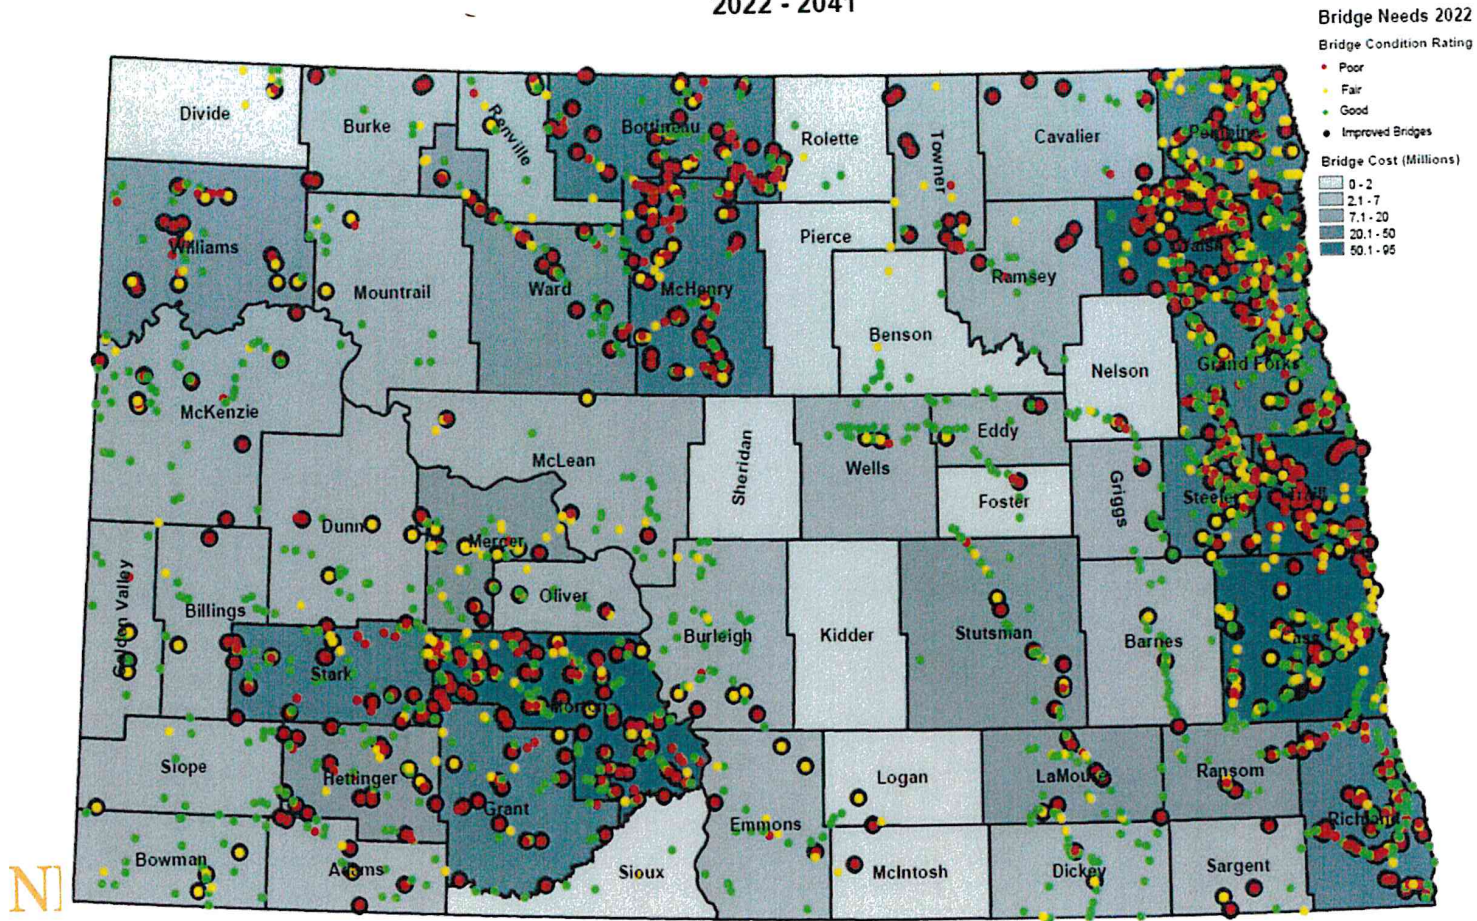 2022 - 2041
Bridge Needs 2022
Bridge Condition Rating
Poor
Fair
Good
Improved Bridges
Bridge Cost (Millions)
0 - 2
2.1 - 7
7.1 - 20
20.1 - 50
50.1 - 95
Divide
Burke
Renville
Bottineau
Rolette
Towner
Cavalier
Pembina
Williams
Mountrail
Ward
McHenry
Pierce
Benson
Ramsey
Walsh
Nelson
Grand Forks
McKenzie
McLean
Sheridan
Wells
Eddy
Foster
Griggs
Steele
Traill
Dunn
Mercer
Oliver
Golden Valley
Billings
Stark
Morton
Burleigh
Kidder
Stutsman
Barnes
Cass
Slope
Hettinger
Grant
Emmons
Logan
LaMoure
Ransom
Richland
Bowman
Adams
Sioux
McIntosh
Dickey
Sargent
N